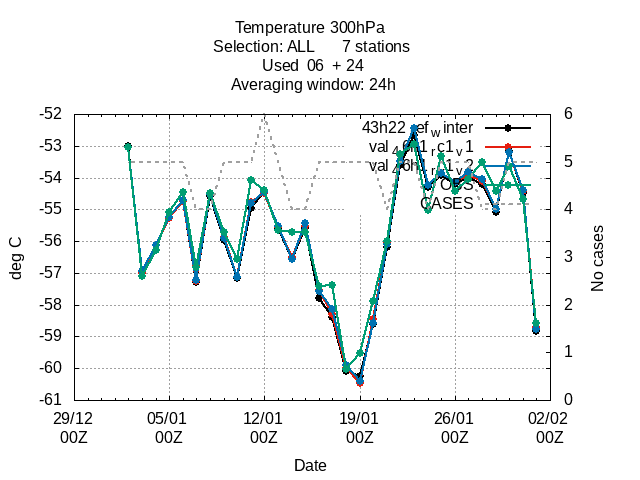 Temperature 300hPa
Selection: ALL 7 stations
Used 06 + 24
Averaging window: 24h
-52 6
43h22 ref_winter
-53 5
CASES
-54 4
-55
-56 3
-57
-58 2
-59
-60 1
-61 0
deg C
No cases
29/12 05/01 12/01 19/01 26/01 02/02
00Z 00Z 00Z 00Z 00Z 00Z
Date